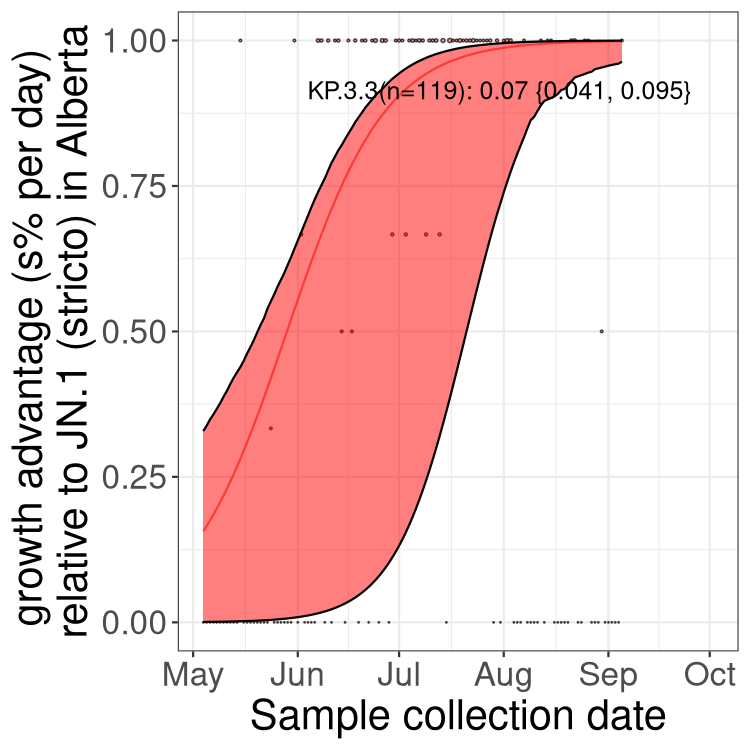 growth advantage (s% per day)
relative to JN.1 (stricto) in Alberta
1.00
0.75
0.50
0.25
0.00
KP.3.3(n=119): 0.07 {0.041, 0.095}
May Jun Jul Aug Sep Oct
Sample collection date